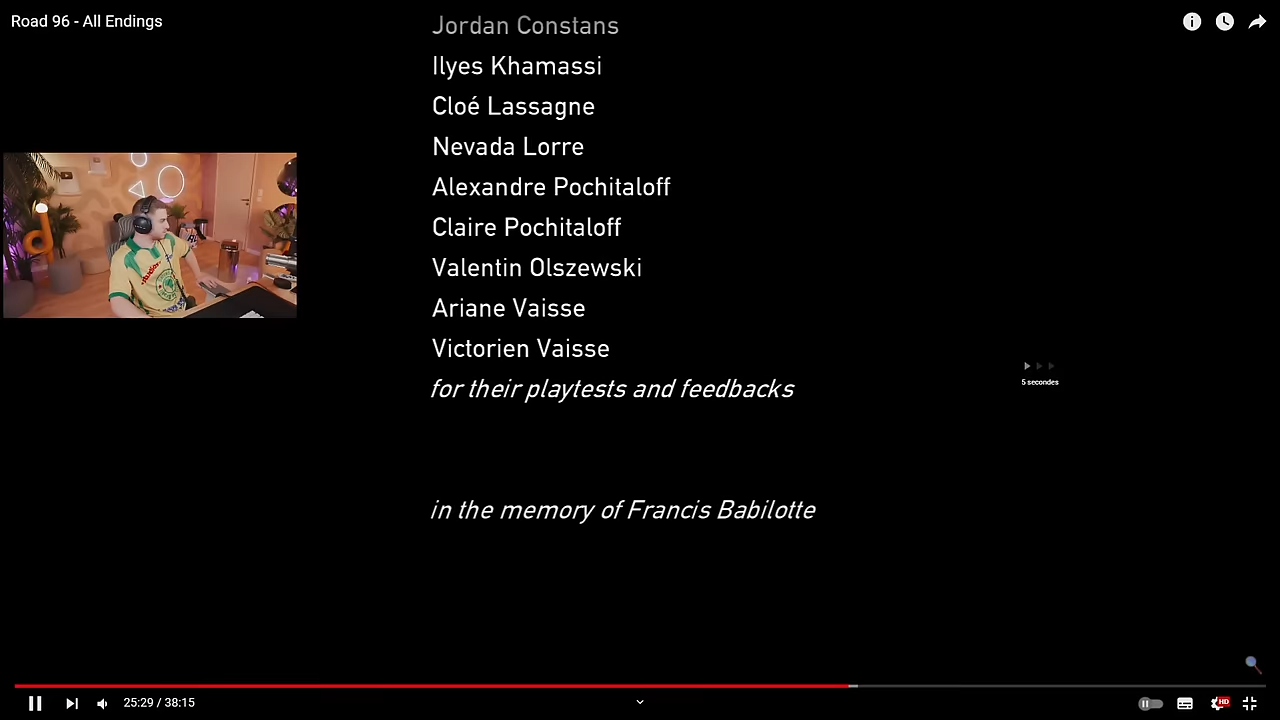 Road 96 - All Endings
Jordan Constans
Ilyes Khamassi
Cloé Lassagne
Nevada Lorre
Alexandre Pochitaloff
Claire Pochitaloff
Valentin Olszewski
Ariane Vaisse
Victorien Vaisse
for their playtests and feedbacks
5 secondes
in the memory of Francis Babilotte
25:29 / 38:15
HD